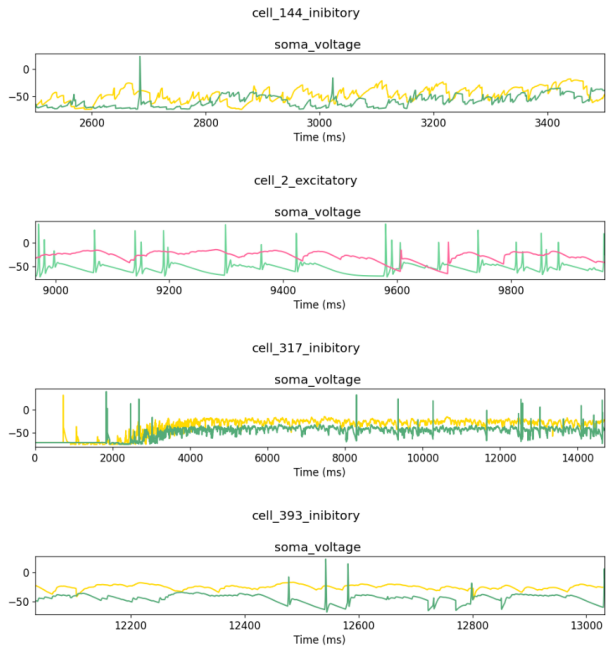 cell_144_inibitory
soma_voltage
0
−50
2600 2800 3000 3200 3400
Time (ms)
cell_2_excitatory
soma_voltage
0
−50
9000 9200 9400 9600 9800
Time (ms)
cell_317_inibitory
soma_voltage
0
−50
0 2000 4000 6000 8000 10000 12000 14000
Time (ms)
cell_393_inibitory
soma_voltage
0
−50
12200 12400 12600 12800 13000
Time (ms)